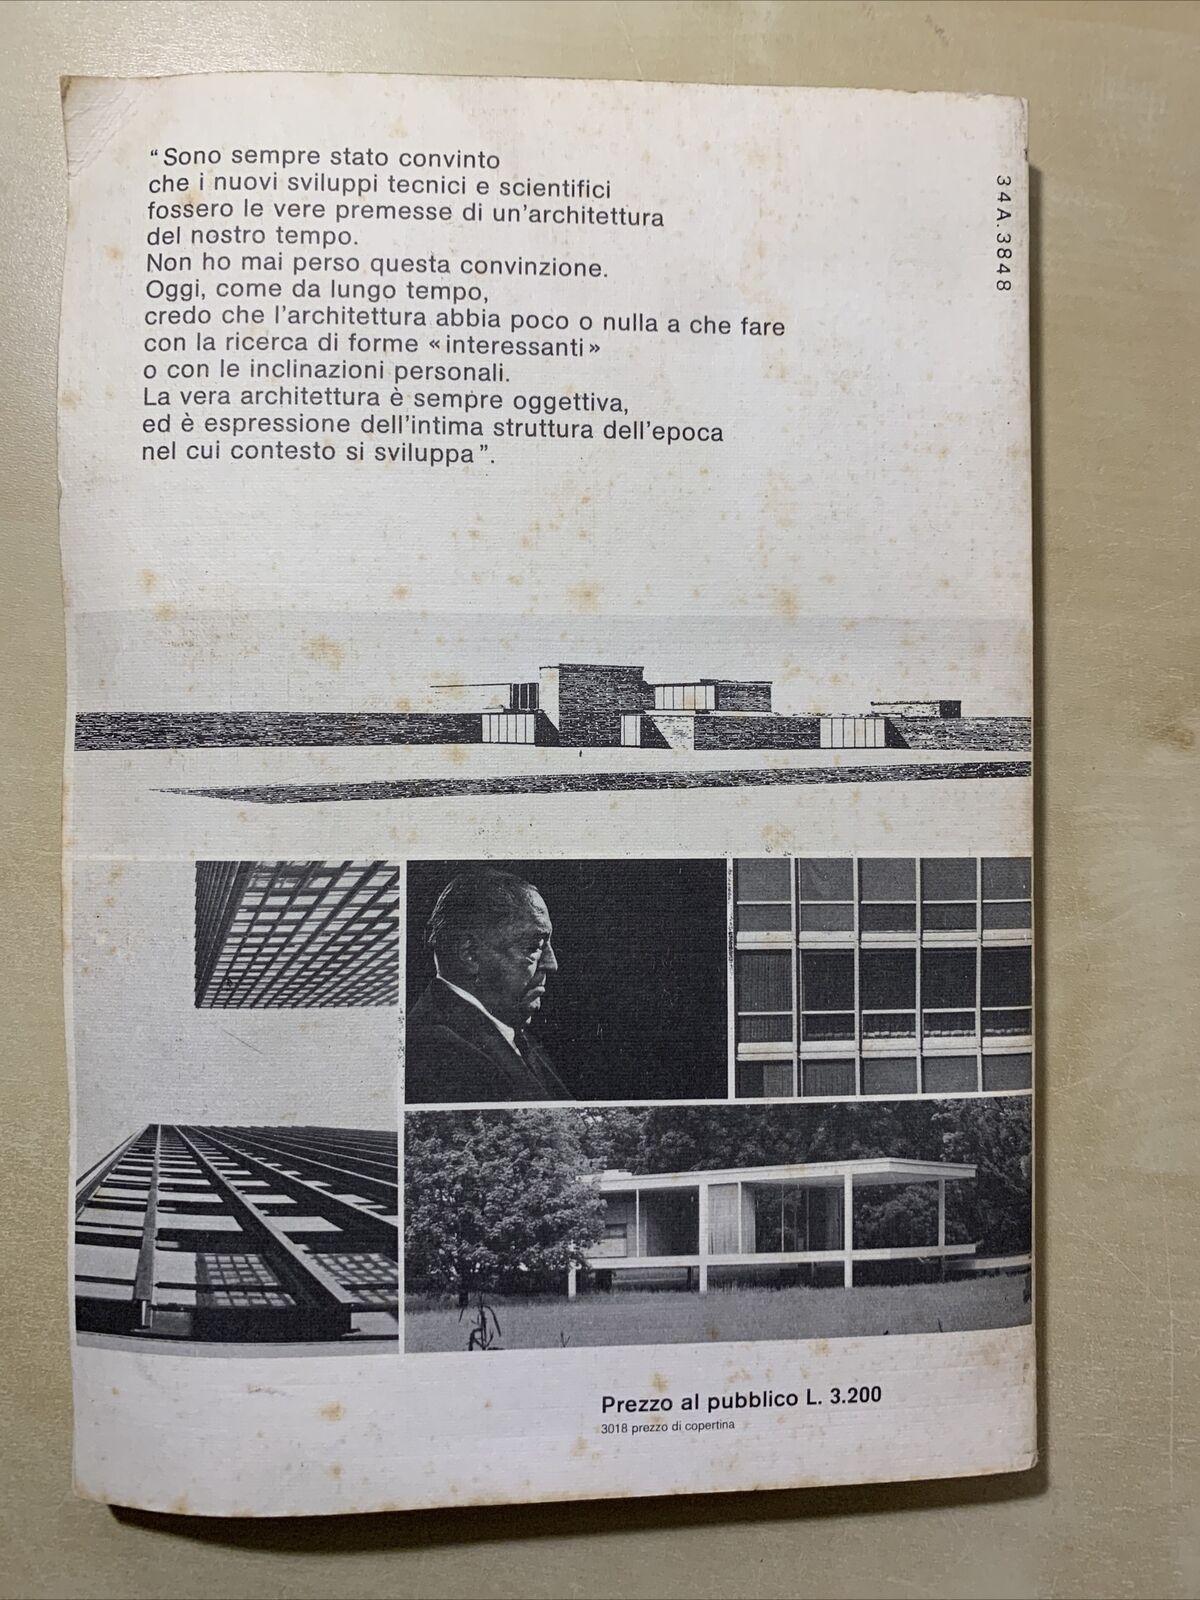 “Sono sempre stato convinto
che i nuovi sviluppi tecnici e scientifici
fossero le vere premesse di un’architettura
del nostro tempo.
Non ho mai perso questa convinzione.
Oggi, come da lungo tempo,
credo che l’architettura abbia poco o nulla a che fare
con la ricerca di forme «interessanti»
o con le inclinazioni personali.
La vera architettura è sempre oggettiva,
ed è espressione dell’intima struttura dell’epoca
nel cui contesto si sviluppa”.
34A.3848
Prezzo al pubblico L. 3.200
3018 prezzo di copertina